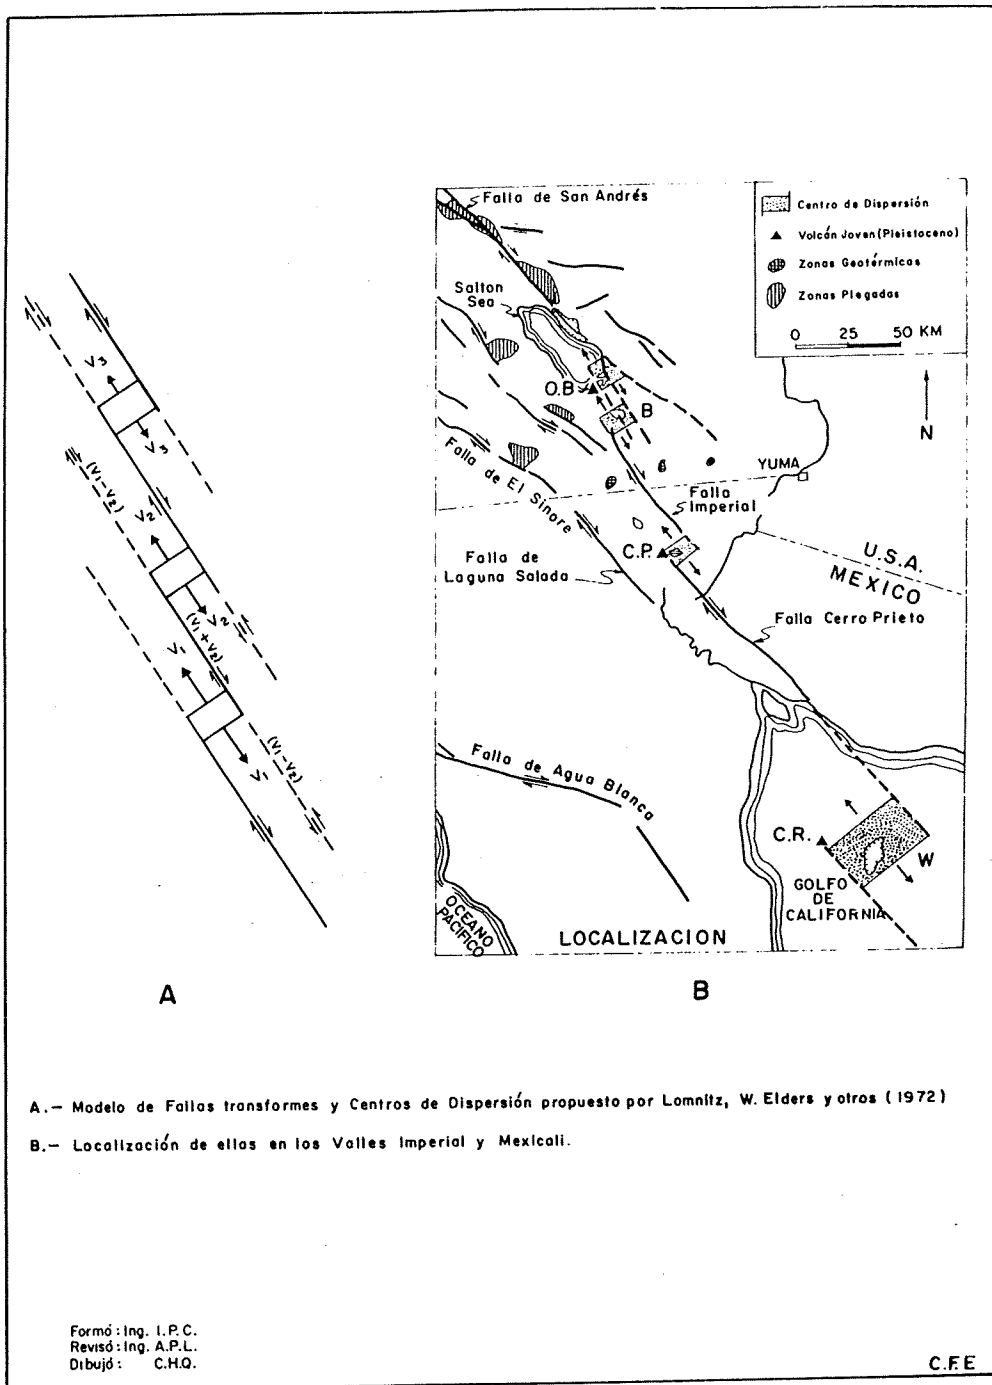 V3
V3
(V1-V2)
V2
V2
(V1+V2)
V1
V1
(V1-V2)
A
Falla de San Andrés
Salton
Sea
O.B
B
Falla de El Sinore
Falla
Imperial
YUMA
C.P.
Falla de
Laguna Salada
U.S.A.
MEXICO
Falla Cerro Prieto
Falla de Agua Blanca
C.R.
W
GOLFO
DE
CALIFORNIA
OCEANO
PACIFICO
LOCALIZACION
Centro de Dispersión
Volcán Joven (Pleistoceno)
Zonas Geotérmicas
Zonas Plegadas
0 25 50 KM
N
B
A.- Modelo de Fallas transformes y Centros de Dispersión propuesto por Lomnitz, W. Elders y otros (1972)
B.- Localización de ellas en los Valles Imperial y Mexicali.
Formó: Ing. I.P.C.
Revisó: Ing. A.P.L.
Dibujó: C.H.Q.
C.F.E